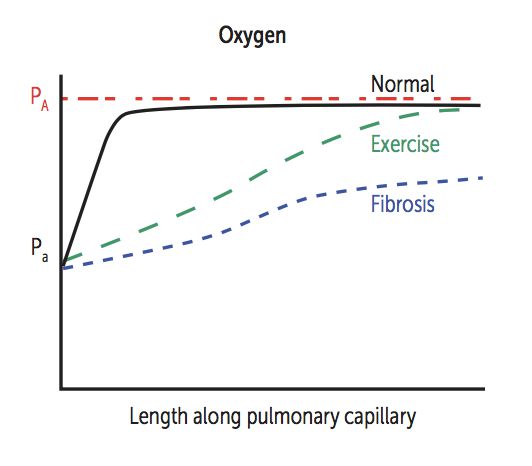 Oxygen
PA
Normal
Exercise
Pa
Fibrosis
Length along pulmonary capillary